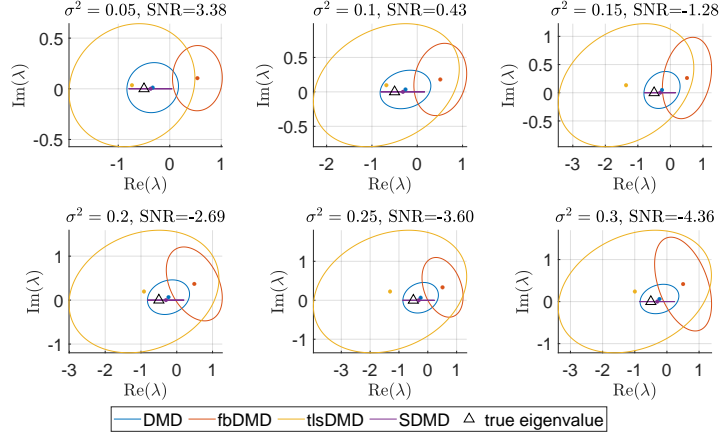 σ² = 0.05, SNR=3.38
σ² = 0.1, SNR=0.43
σ² = 0.15, SNR=-1.28
Im(λ)
0.5
0
-0.5
-1
0
1
Re(λ)
Im(λ)
0.5
0
-0.5
-2
-1
0
1
Re(λ)
Im(λ)
1
0.5
0
-0.5
-3
-2
-1
0
1
Re(λ)
σ² = 0.2, SNR=-2.69
σ² = 0.25, SNR=-3.60
σ² = 0.3, SNR=-4.36
Im(λ)
1
0
-1
-3
-2
-1
0
1
Re(λ)
Im(λ)
1
0
-1
-3
-2
-1
0
1
Re(λ)
Im(λ)
1
0
-1
-3
-2
-1
0
1
Re(λ)
DMD fbDMD tlsDMD SDMD true eigenvalue